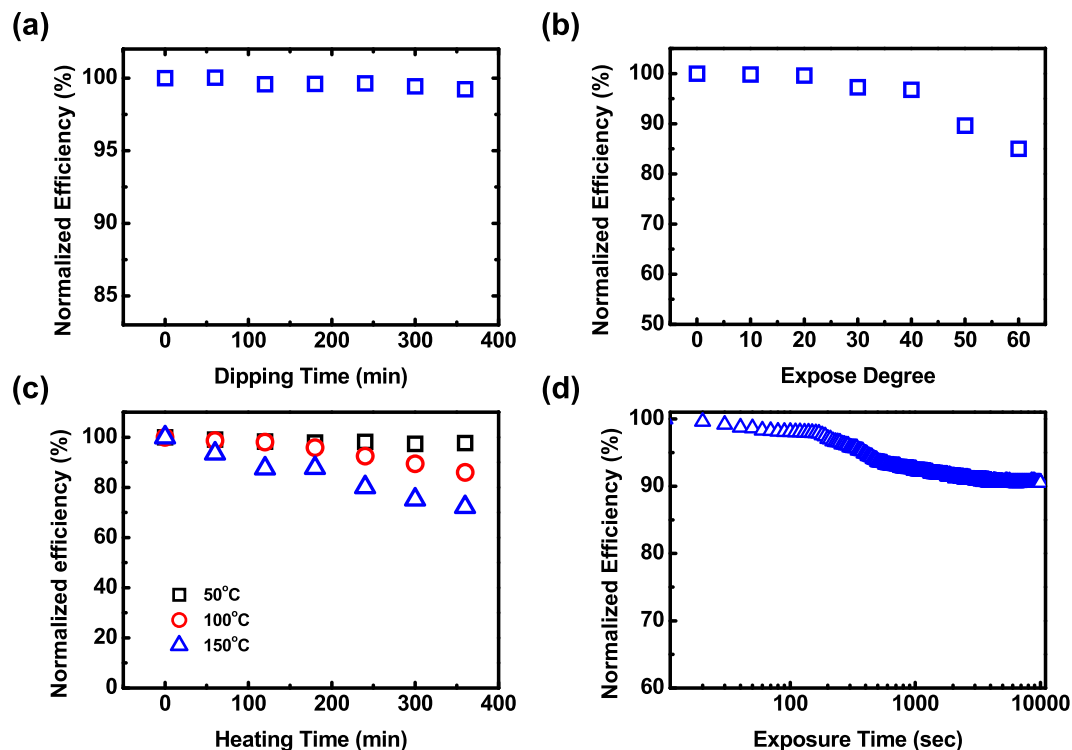 (a)
Normalized Efficiency (%)
100
95
90
85
0 100 200 300 400
Dipping Time (min)
(b)
Normalized Efficiency (%)
100
90
80
70
60
50
0 10 20 30 40 50 60
Expose Degree
(c)
Normalized efficiency (%)
100
80
60
40
20
0
50°C
100°C
150°C
0 100 200 300 400
Heating Time (min)
(d)
Normalized Efficiency (%)
100
90
80
70
60
100 1000 10000
Exposure Time (sec)